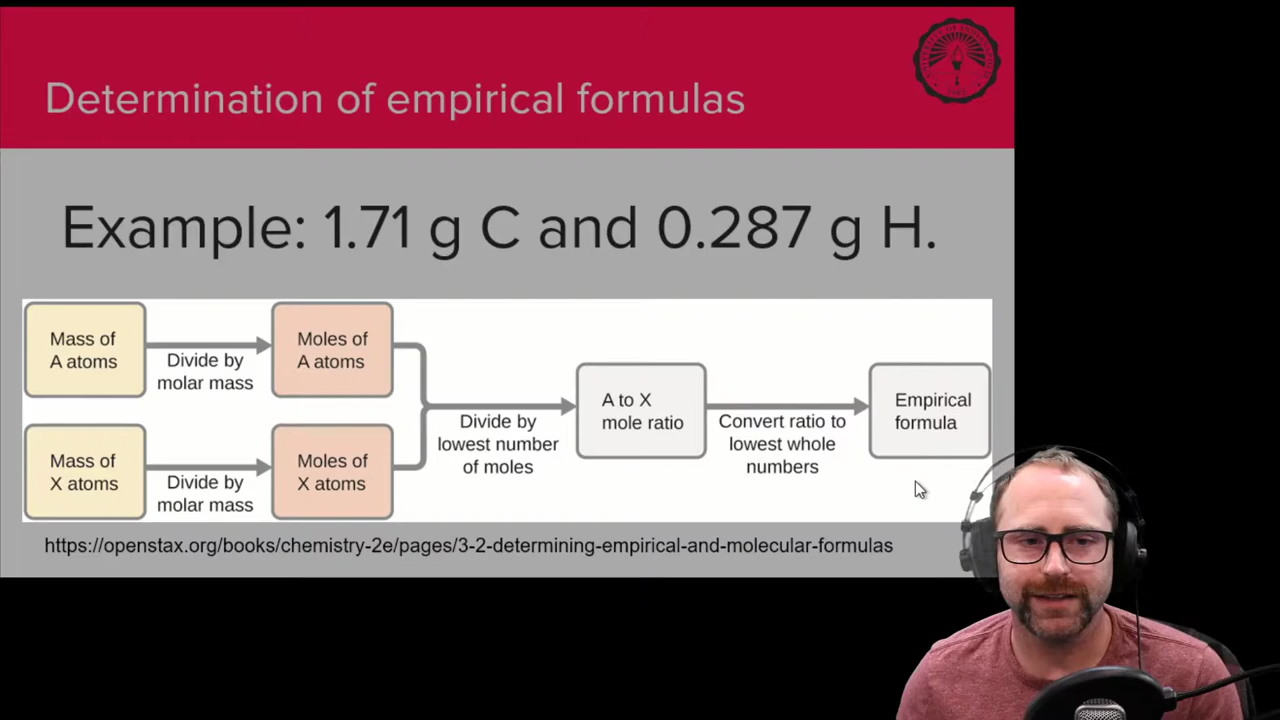 Determination of empirical formulas
Example: 1.71 g C and 0.287 g H.
Mass of
A atoms
Divide by
molar mass
Moles of
A atoms
Mass of
X atoms
Divide by
molar mass
Moles of
X atoms
Divide by
lowest number
of moles
A to X
mole ratio
Convert ratio to
lowest whole
numbers
Empirical
formula
https://openstax.org/books/chemistry-2e/pages/3-2-determining-empirical-and-molecular-formulas